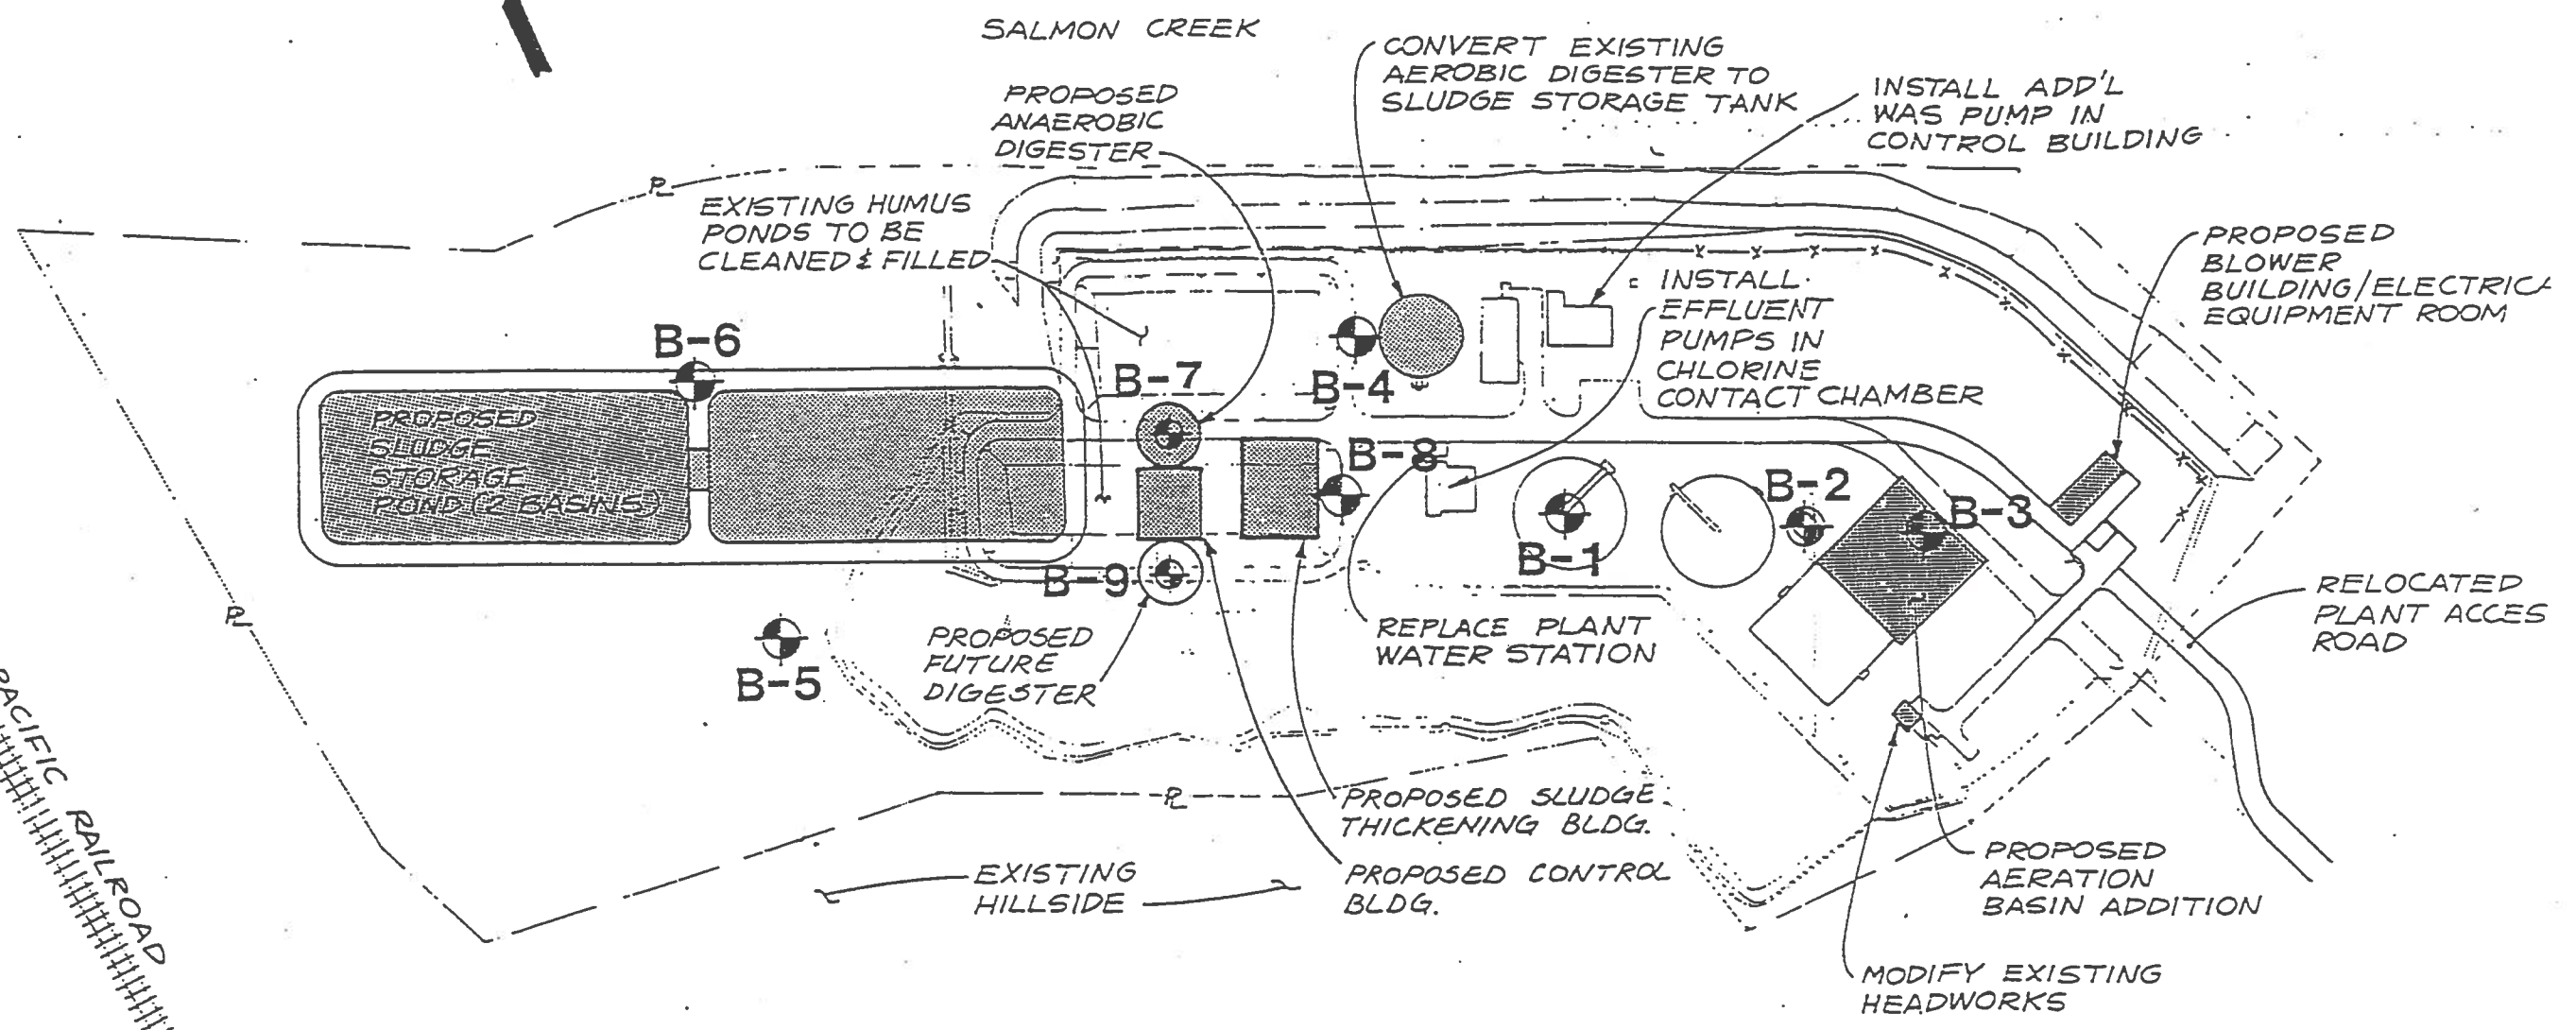 SALMON CREEK
CONVERT EXISTING
AEROBIC DIGESTER TO
SLUDGE STORAGE TANK
INSTALL ADD'L
WAS PUMP IN
CONTROL BUILDING
PROPOSED
ANAEROBIC
DIGESTER
EXISTING HUMUS
PONDS TO BE
CLEANED & FILLED
PROPOSED
BLOWER
BUILDING/ELECTRICA
EQUIPMENT ROOM
INSTALL
EFFLUENT
PUMPS IN
CHLORINE
CONTACT CHAMBER
PL
B-6
B-7
B-4
PROPOSED
SLUDGE
STORAGE
POND (2 BASINS)
B-8
B-2
B-3
B-1
B-9
PL
B-5
PROPOSED
FUTURE
DIGESTER
REPLACE PLANT
WATER STATION
RELOCATED
PLANT ACCES
ROAD
PL
PROPOSED SLUDGE
THICKENING BLDG.
PROPOSED CONTROL
BLDG.
EXISTING
HILLSIDE
PROPOSED
AERATION
BASIN ADDITION
MODIFY EXISTING
HEADWORKS
PACIFIC RAILROAD